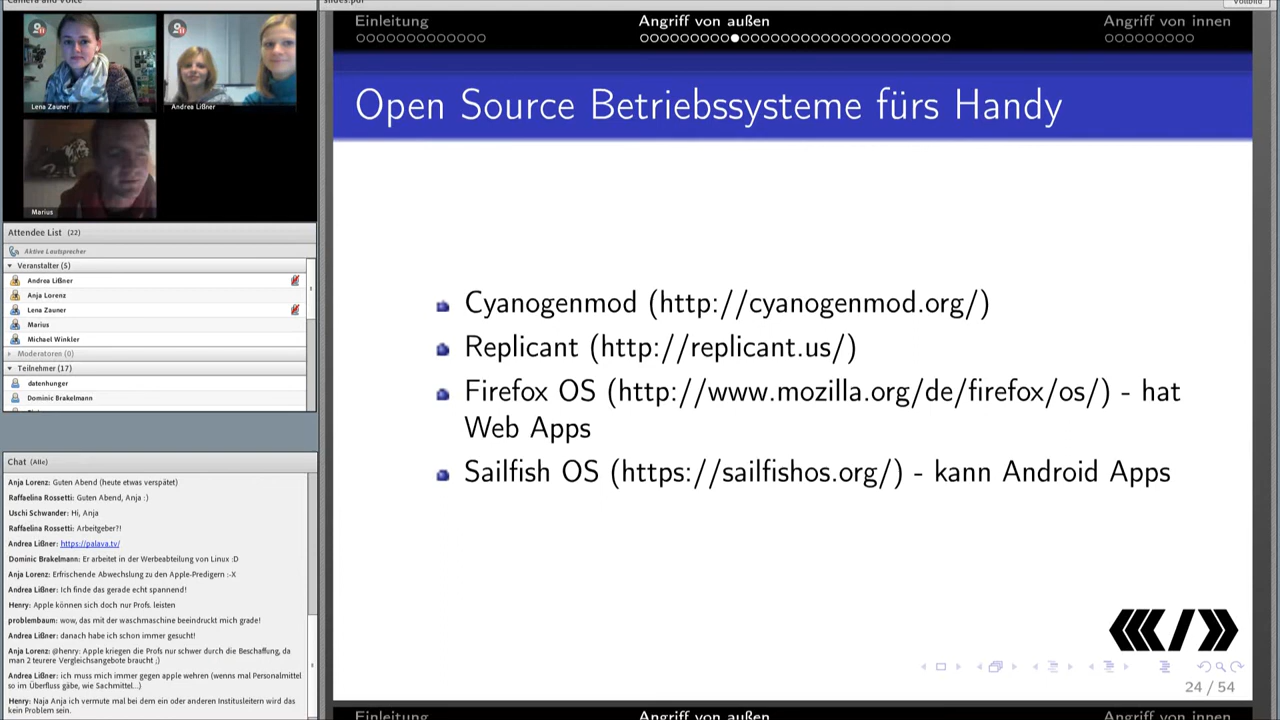 Camera and Voice
Lena Zauner
Andrea Lißner
Marius
Attendee List (22)
Aktive Lautsprecher
Veranstalter (5)
Andrea Lißner
Anja Lorenz
Lena Zauner
Marius
Michael Winkler
Moderatoren (0)
Teilnehmer (17)
datenhunger
Dominic Brakelmann
Chat (Alle)
Anja Lorenz: Guten Abend (heute etwas verspätet)
Raffaelina Rossetti: Guten Abend, Anja :)
Uschi Schwander: Hi, Anja
Raffaelina Rossetti: Arbeitgeber?!
Andrea Lißner: https://palava.tv/
Dominic Brakelmann: Er arbeitet in der Werbeabteilung von Linux :D
Anja Lorenz: Erfrischende Abwechslung zu den Apple-Predigern :-X
Andrea Lißner: Ich finde das gerade echt spannend!
Henry: Apple können sich doch nur Profs. leisten
problembaum: wow, das mit der waschmaschine beeindruckt mich grade!
Andrea Lißner: danach habe ich schon immer gesucht!
Anja Lorenz: @henry: Apple kriegen die Profs nur schwer durch die Beschaffung, da
man 2 teurere Vergleichsangebote braucht ;)
Andrea Lißner: ich muss mich immer gegen apple wehren (wenns mal Personalmittel
so im Überfluss gäbe, wie Sachmittel...)
Henry: Naja Anja ich vermute mal bei dem ein oder anderen Institusleitern wird das
kein Problem sein.
slides.pdf
Vollbild
Einleitung
Angriff von außen
Angriff von innen
Open Source Betriebssysteme fürs Handy
Cyanogenmod (http://cyanogenmod.org/)
Replicant (http://replicant.us/)
Firefox OS (http://www.mozilla.org/de/firefox/os/) - hat
Web Apps
Sailfish OS (https://sailfishos.org/) - kann Android Apps
24 / 54
Einleitung
Angriff von außen
Angriff von innen